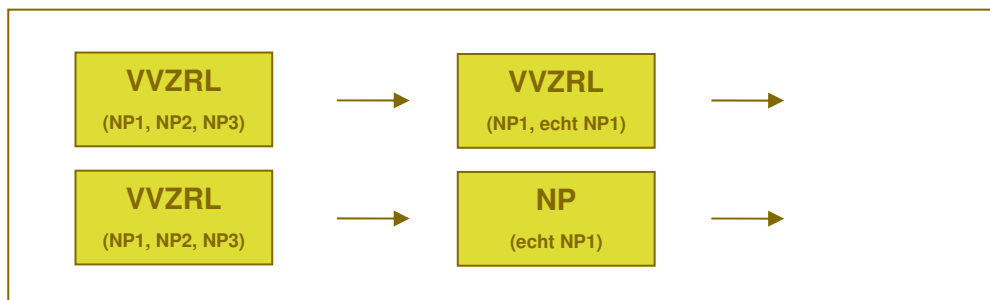 VVZRL
(NP1, NP2, NP3)
VVZRL
(NP1, echt NP1)
VVZRL
(NP1, NP2, NP3)
NP
(echt NP1)